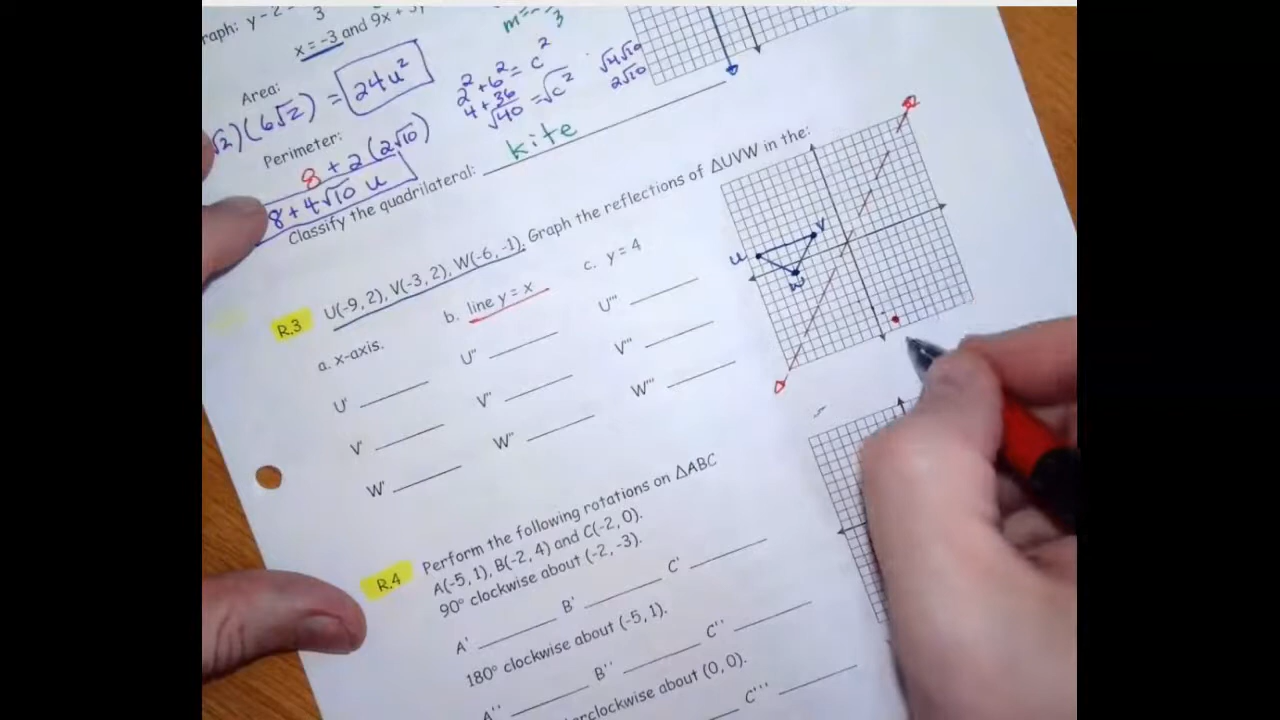 raph: y - 2
3
x = -3 and 9x + 3y
m = -
3
Area:
√2)(6√2) = 24u²
2² + 6² = c²
4 + 36
√40 = √c²
√4√10
2√10
Perimeter:
8 + 2(2√10)
8 + 4√10 u
Classify the quadrilateral: kite
R.3 U(-9, 2), V(-3, 2), W(-6, -1). Graph the reflections of ΔUVW in the:
a. x-axis.
b. line y = x
c. y = 4
U'
V'
W'
U''
V''
W''
U'''
V'''
W'''
U
V
W
R.4 Perform the following rotations on ΔABC
A(-5, 1), B(-2, 4) and C(-2, 0).
90° clockwise about (-2, -3).
A' B' C'
180° clockwise about (-5, 1).
A'' B'' C''
rclockwise about (0, 0).
C'''